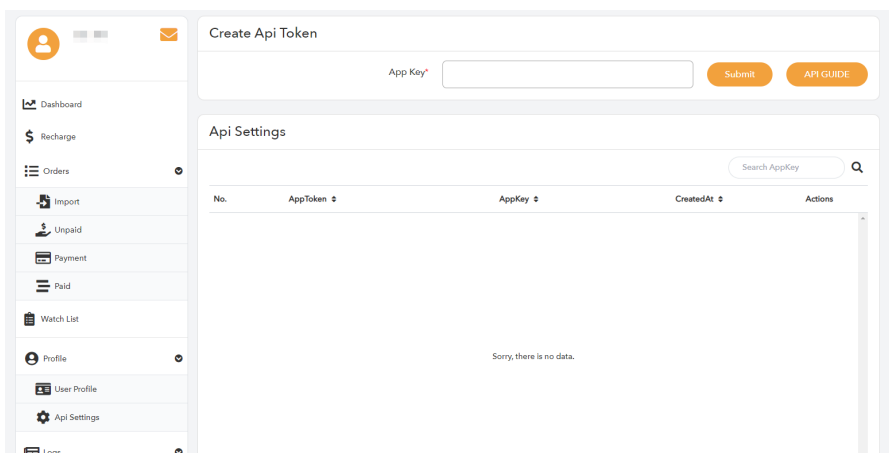 Create Api Token
App Key*
Submit
API GUIDE
Dashboard
Recharge
Orders
Import
Unpaid
Payment
Paid
Watch List
Profile
User Profile
Api Settings
Api Settings
Search AppKey
No. AppToken AppKey CreatedAt Actions
Sorry, there is no data.